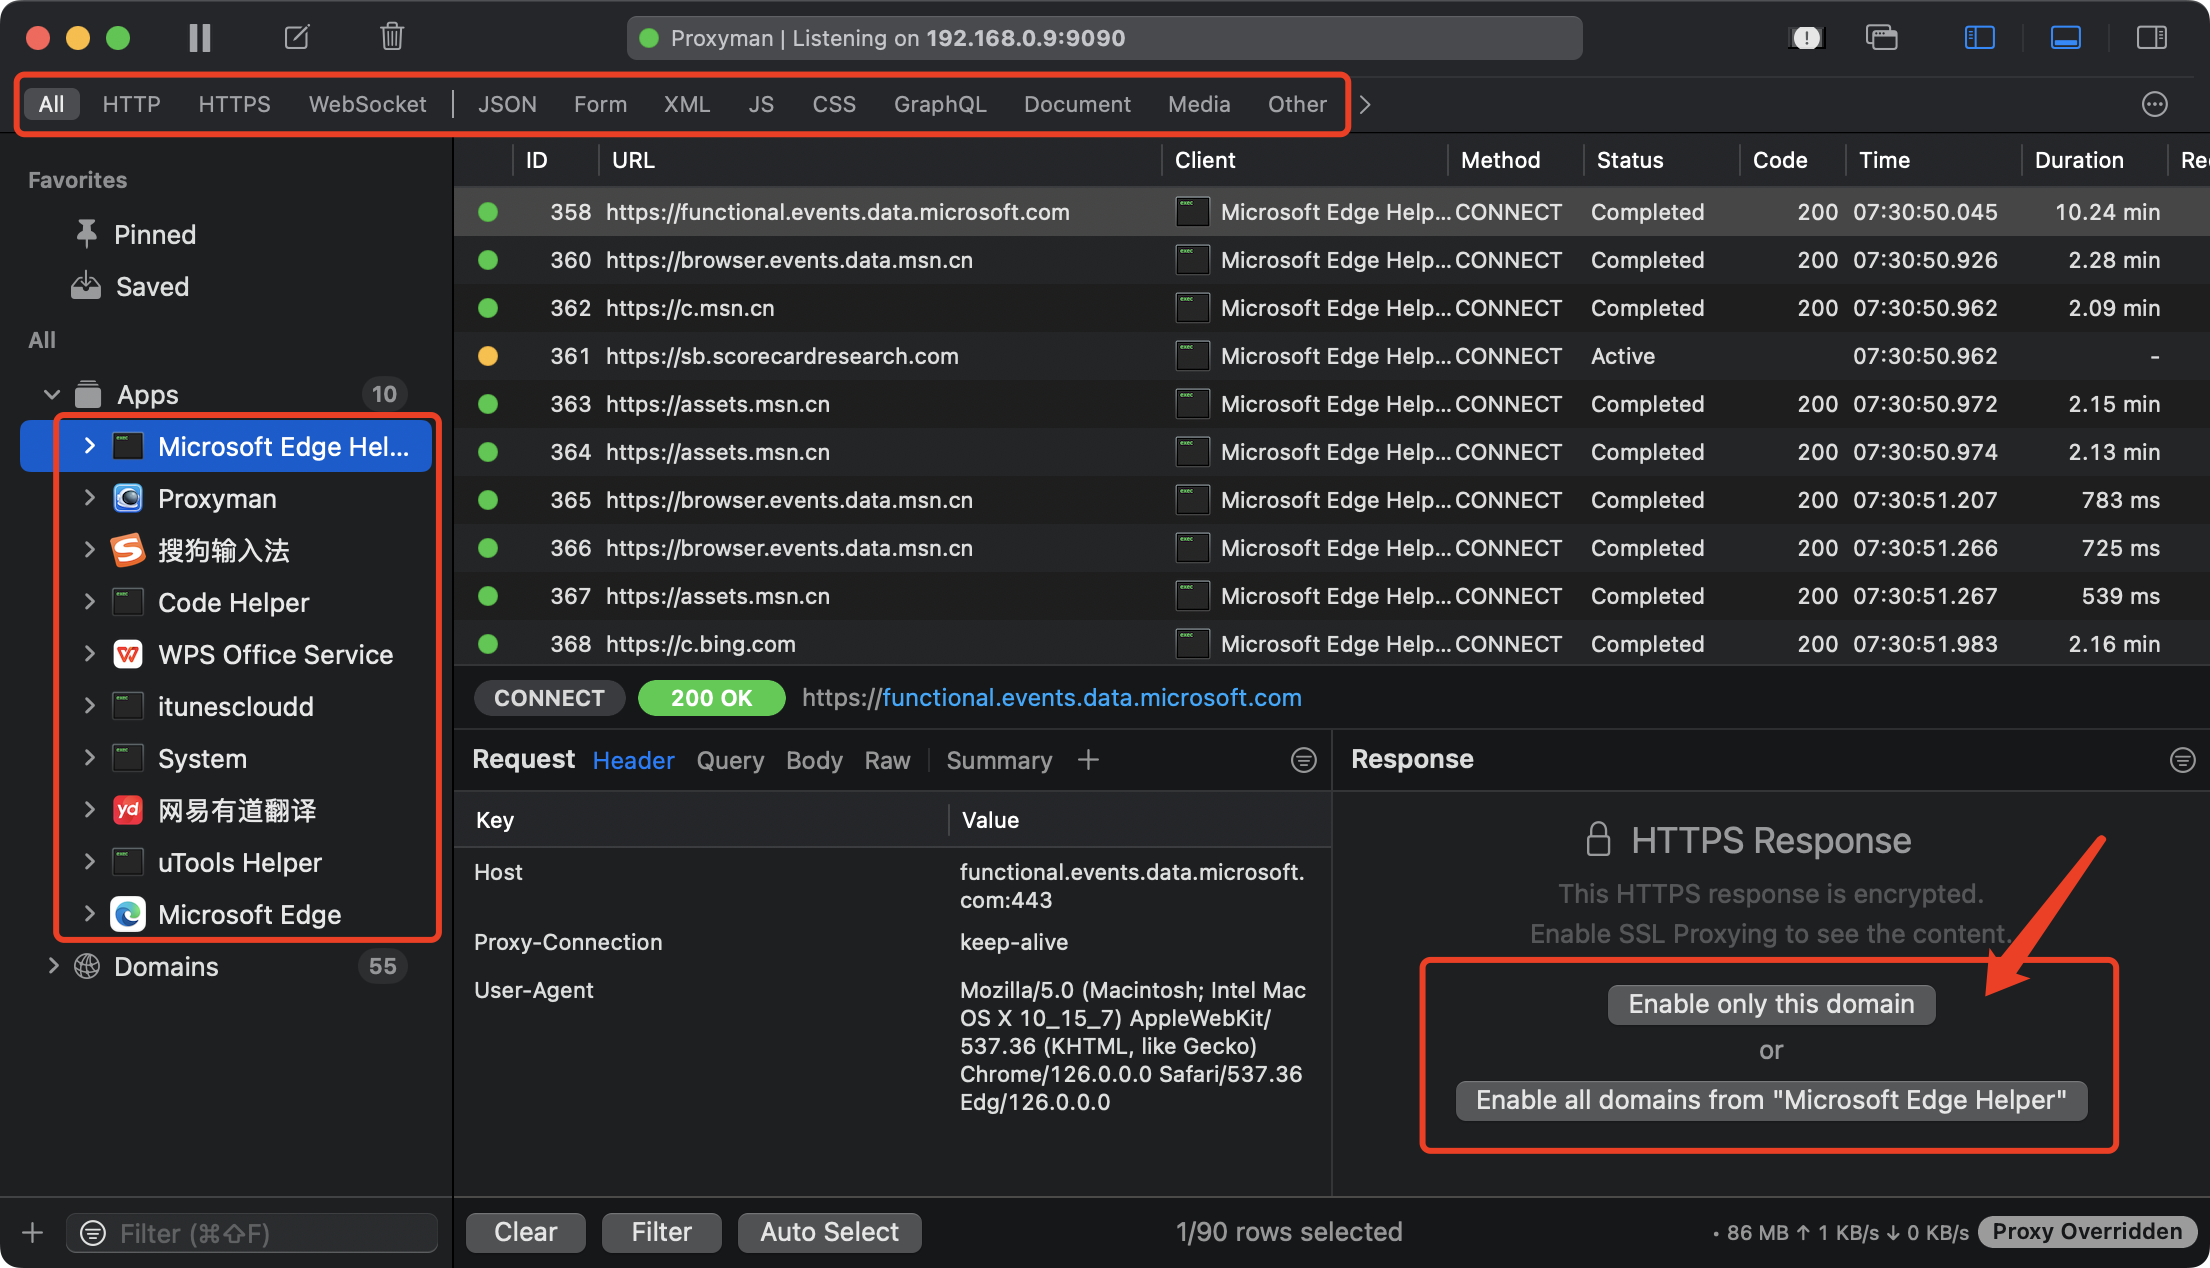 Proxyman | Listening on 192.168.0.9:9090
All HTTP HTTPS WebSocket JSON Form XML JS CSS GraphQL Document Media Other
Favorites
Pinned
Saved
All
Apps 10
Microsoft Edge Hel...
Proxyman
搜狗输入法
Code Helper
WPS Office Service
itunescloudd
System
网易有道翻译
uTools Helper
Microsoft Edge
Domains 55
Filter (⌘⇧F)
ID URL Client Method Status Code Time Duration Re
358 https://functional.events.data.microsoft.com Microsoft Edge Help... CONNECT Completed 200 07:30:50.045 10.24 min
360 https://browser.events.data.msn.cn Microsoft Edge Help... CONNECT Completed 200 07:30:50.926 2.28 min
362 https://c.msn.cn Microsoft Edge Help... CONNECT Completed 200 07:30:50.962 2.09 min
361 https://sb.scorecardresearch.com Microsoft Edge Help... CONNECT Active 07:30:50.962 -
363 https://assets.msn.cn Microsoft Edge Help... CONNECT Completed 200 07:30:50.972 2.15 min
364 https://assets.msn.cn Microsoft Edge Help... CONNECT Completed 200 07:30:50.974 2.13 min
365 https://browser.events.data.msn.cn Microsoft Edge Help... CONNECT Completed 200 07:30:51.207 783 ms
366 https://browser.events.data.msn.cn Microsoft Edge Help... CONNECT Completed 200 07:30:51.266 725 ms
367 https://assets.msn.cn Microsoft Edge Help... CONNECT Completed 200 07:30:51.267 539 ms
368 https://c.bing.com Microsoft Edge Help... CONNECT Completed 200 07:30:51.983 2.16 min
CONNECT 200 OK https://functional.events.data.microsoft.com
Request Header Query Body Raw Summary +
Key Value
Host functional.events.data.microsoft.
com:443
Proxy-Connection keep-alive
User-Agent Mozilla/5.0 (Macintosh; Intel Mac
OS X 10_15_7) AppleWebKit/
537.36 (KHTML, like Gecko)
Chrome/126.0.0.0 Safari/537.36
Edg/126.0.0.0
Response
HTTPS Response
This HTTPS response is encrypted.
Enable SSL Proxying to see the content.
Enable only this domain
or
Enable all domains from "Microsoft Edge Helper"
Clear Filter Auto Select 1/90 rows selected • 86 MB ↑ 1 KB/s ↓ 0 KB/s Proxy Overridden